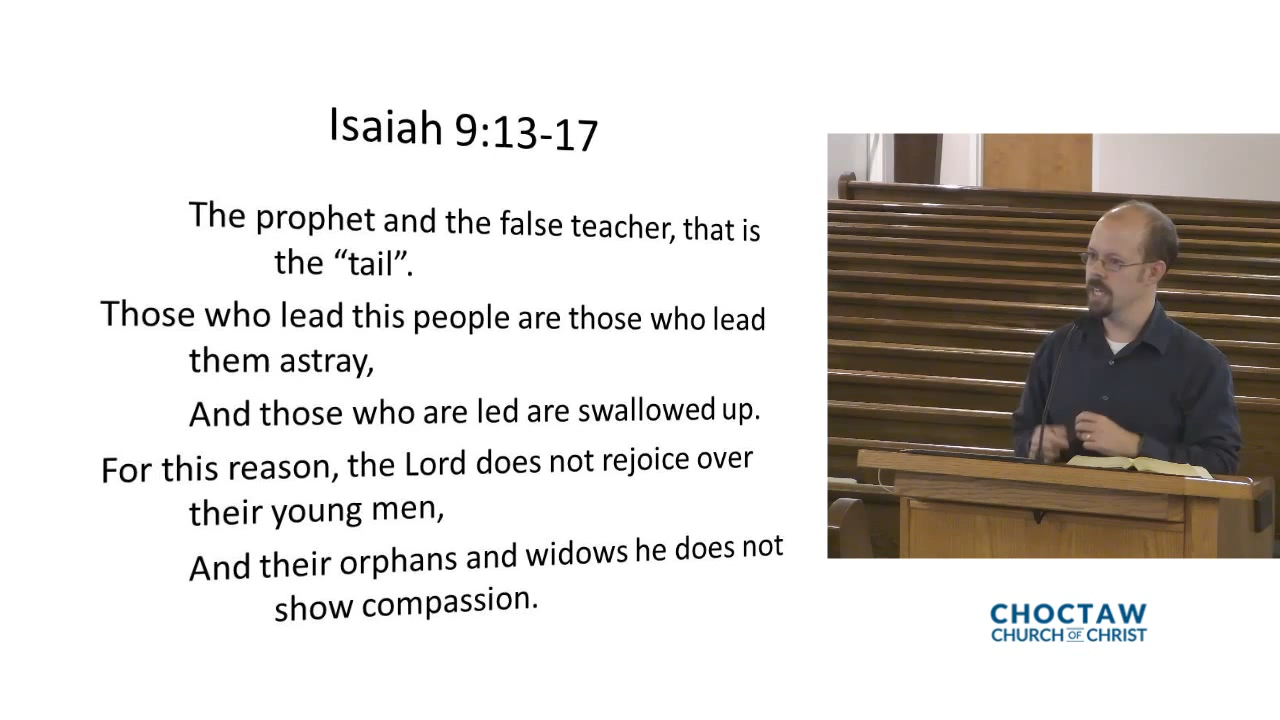 Isaiah 9:13-17
The prophet and the false teacher, that is
the “tail”.
Those who lead this people are those who lead
them astray,
And those who are led are swallowed up.
For this reason, the Lord does not rejoice over
their young men,
And their orphans and widows he does not
show compassion.
CHOCTAW
CHURCH OF CHRIST